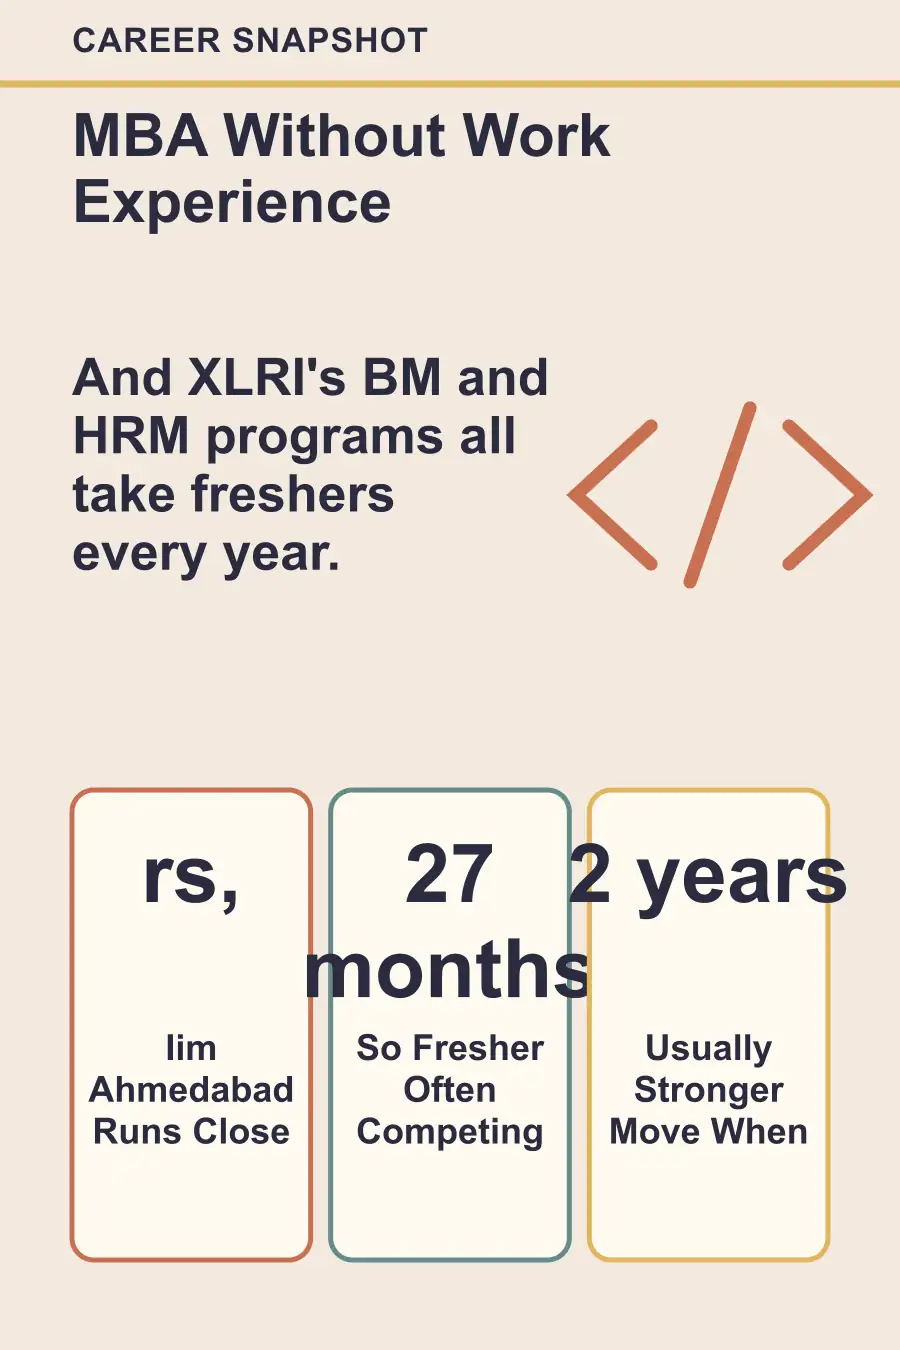 CAREER SNAPSHOT
MBA Without Work
Experience
And XLRI's BM and
HRM programs all
take freshers
every year.
rs,
Iim
Ahmedabad
Runs Close
27
months
So Fresher
Often
Competing
2 years
Usually
Stronger
Move When